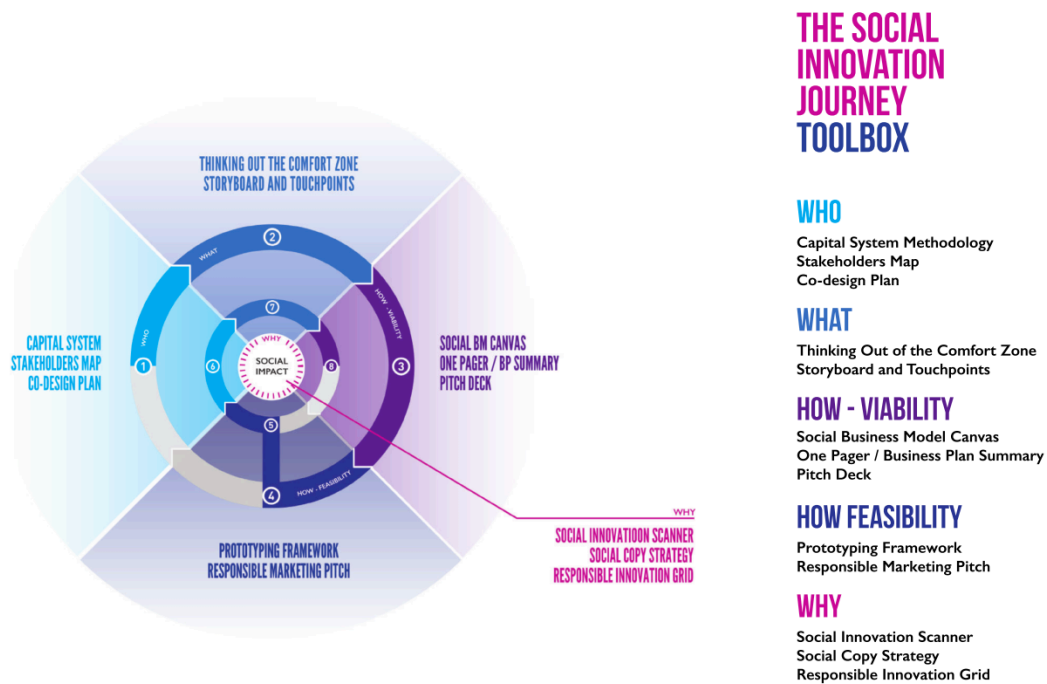 THE SOCIAL
INNOVATION
JOURNEY
TOOLBOX
THINKING OUT THE COMFORT ZONE
STORYBOARD AND TOUCHPOINTS
2
WHAT
7
HOW - VIABILITY
CAPITAL SYSTEM
STAKEHOLDERS MAP
CO-DESIGN PLAN
WHO
1
6
WHY
SOCIAL
IMPACT
8
3
SOCIAL BM CANVAS
ONE PAGER / BP SUMMARY
PITCH DECK
5
4
HOW - FEASIBILITY
PROTOTYPING FRAMEWORK
RESPONSIBLE MARKETING PITCH
WHY
SOCIAL INNOVATIOON SCANNER
SOCIAL COPY STRATEGY
RESPONSIBLE INNOVATION GRID
WHO
Capital System Methodology
Stakeholders Map
Co-design Plan
WHAT
Thinking Out of the Comfort Zone
Storyboard and Touchpoints
HOW - VIABILITY
Social Business Model Canvas
One Pager / Business Plan Summary
Pitch Deck
HOW FEASIBILITY
Prototyping Framework
Responsible Marketing Pitch
WHY
Social Innovation Scanner
Social Copy Strategy
Responsible Innovation Grid